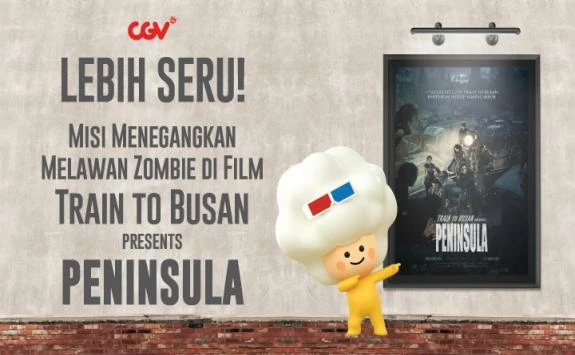 CGV
LEBIH SERU!
MISI MENEGANGKAN
MELAWAN ZOMBIE DI FILM
TRAIN TO BUSAN
PRESENTS
PENINSULA
TRAIN TO BUSAN
PENINSULA